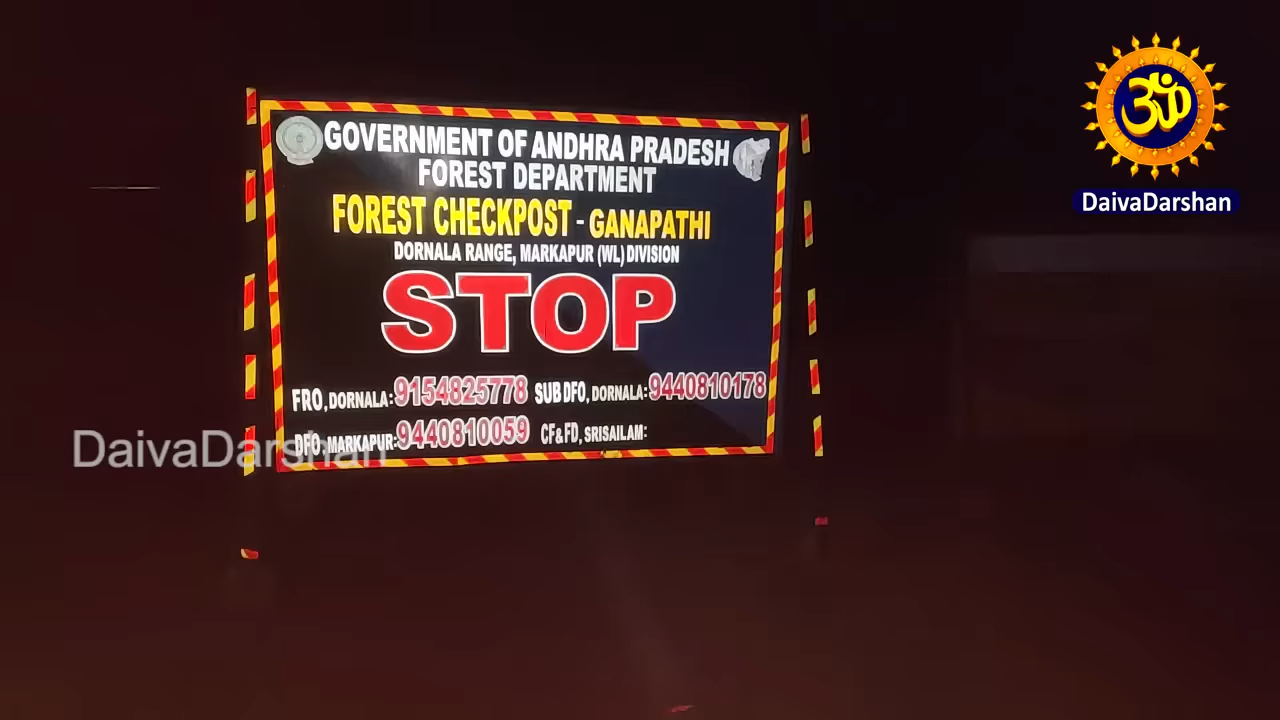 GOVERNMENT OF ANDHRA PRADESH
FOREST DEPARTMENT
FOREST CHECKPOST - GANAPATHI
DORNALA RANGE, MARKAPUR (WL) DIVISION
STOP
FRO, DORNALA: 9154825778 SUB DFO, DORNALA: 9440810178
DFO, MARKAPUR: 9440810059 CF& FD, SRISAILAM:
DaivaDarshan
ॐ
DaivaDarshan